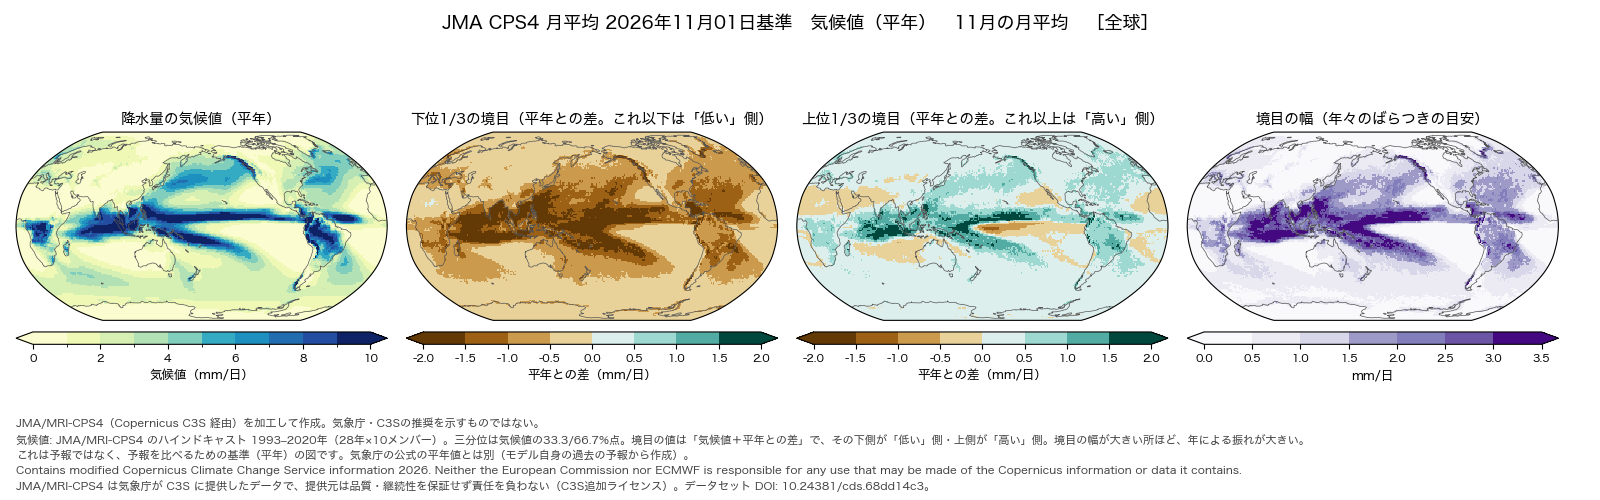 JMA CPS4 月平均 2026年11月01日基準　気候値（平年）　11月の月平均　［全球］
降水量の気候値（平年）
下位1/3の境目（平年との差。これ以下は「低い」側）
上位1/3の境目（平年との差。これ以上は「高い」側）
境目の幅（年々のばらつきの目安）
0 2 4 6 8 10
-2.0 -1.5 -1.0 -0.5 0.0 0.5 1.0 1.5 2.0
-2.0 -1.5 -1.0 -0.5 0.0 0.5 1.0 1.5 2.0
0.0 0.5 1.0 1.5 2.0 2.5 3.0 3.5
気候値（mm/日）
平年との差（mm/日）
平年との差（mm/日）
mm/日
JMA/MRI-CPS4（Copernicus C3S 経由）を加工して作成。気象庁・C3Sの推奨を示すものではない。
気候値: JMA/MRI-CPS4 のハインドキャスト 1993–2020年（28年×10メンバー）。三分位は気候値の33.3/66.7%点。境目の値は「気候値＋平年との差」で、その下側が「低い」側・上側が「高い」側。境目の幅が大きい所ほど、年による振れが大きい。
これは予報ではなく、予報を比べるための基準（平年）の図です。気象庁の公式の平年値とは別（モデル自身の過去の予報から作成）。
Contains modified Copernicus Climate Change Service information 2026. Neither the European Commission nor ECMWF is responsible for any use that may be made of the Copernicus information or data it contains.
JMA/MRI-CPS4 は気象庁が C3S に提供したデータで、提供元は品質・継続性を保証せず責任を負わない（C3S追加ライセンス）。データセット DOI: 10.24381/cds.68dd14c3。